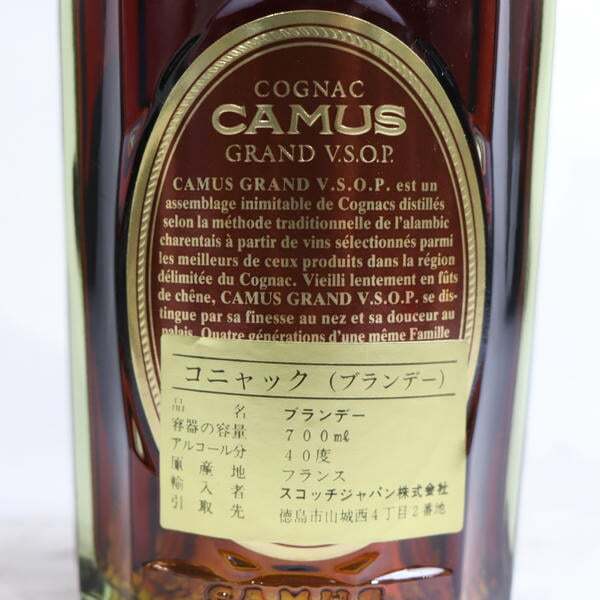 COGNAC
CAMUS
GRAND V.S.O.P.
CAMUS GRAND V.S.O.P. est un
assemblage inimitable de Cognacs distillés
selon la méthode traditionnelle de l'alambic
charentais à partir de vins sélectionnés parmi
les meilleurs de ceux produits dans la région
délimitée du Cognac. Vieilli lentement en fûts
de chêne, CAMUS GRAND V.S.O.P. se dis-
tingue par sa finesse au nez et sa douceur au
palais. Quatre générations d'une même Famille
コニャック（ブランデー）
品名 ブランデー
容器の容量 700ml
アルコール分 40度
原産地 フランス
輸入者 スコッチジャパン株式会社
引取先 徳島市山城西4丁目2番地
CAMUS